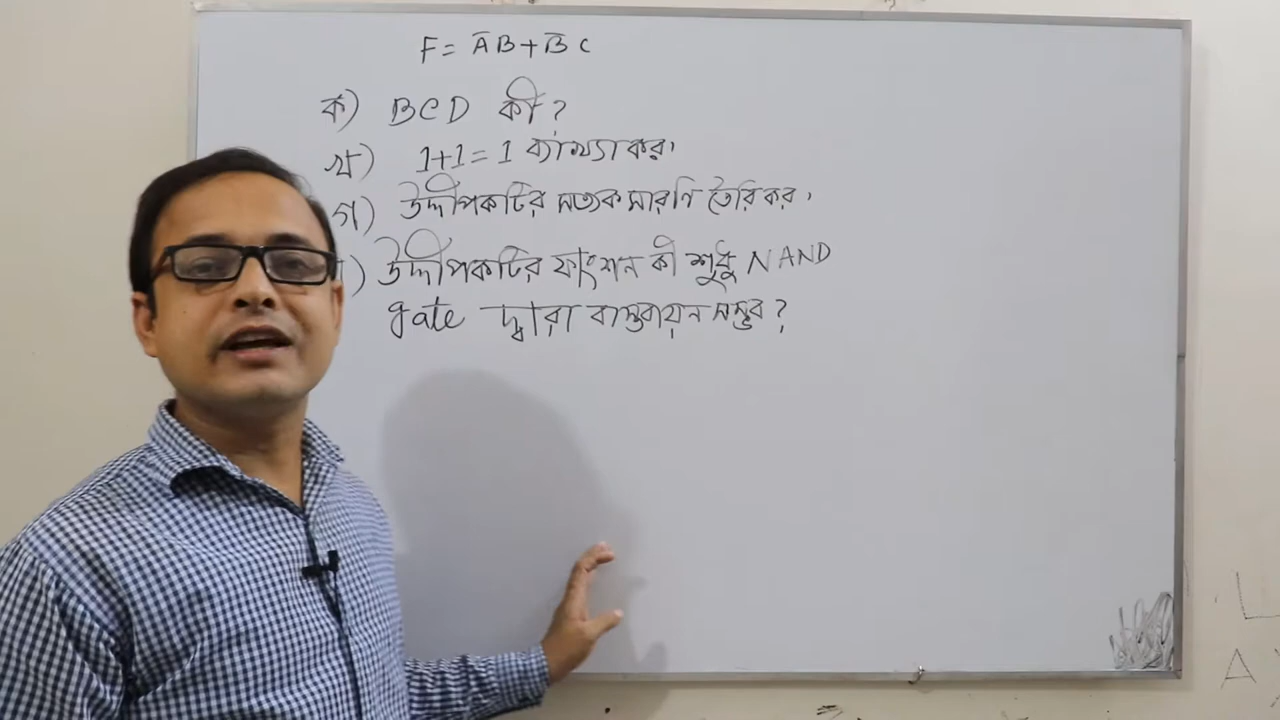 F = A̅B + B̅C
ক) BCD কী?
খ) 1+1=1 ব্যাখ্যা কর।
গ) উদ্দীপকটির সত্যক সারণি তৈরি কর।
) উদ্দীপকটির ফাংশন কী শুধু NAND
gate দ্বারা বাস্তবায়ন সম্ভব?